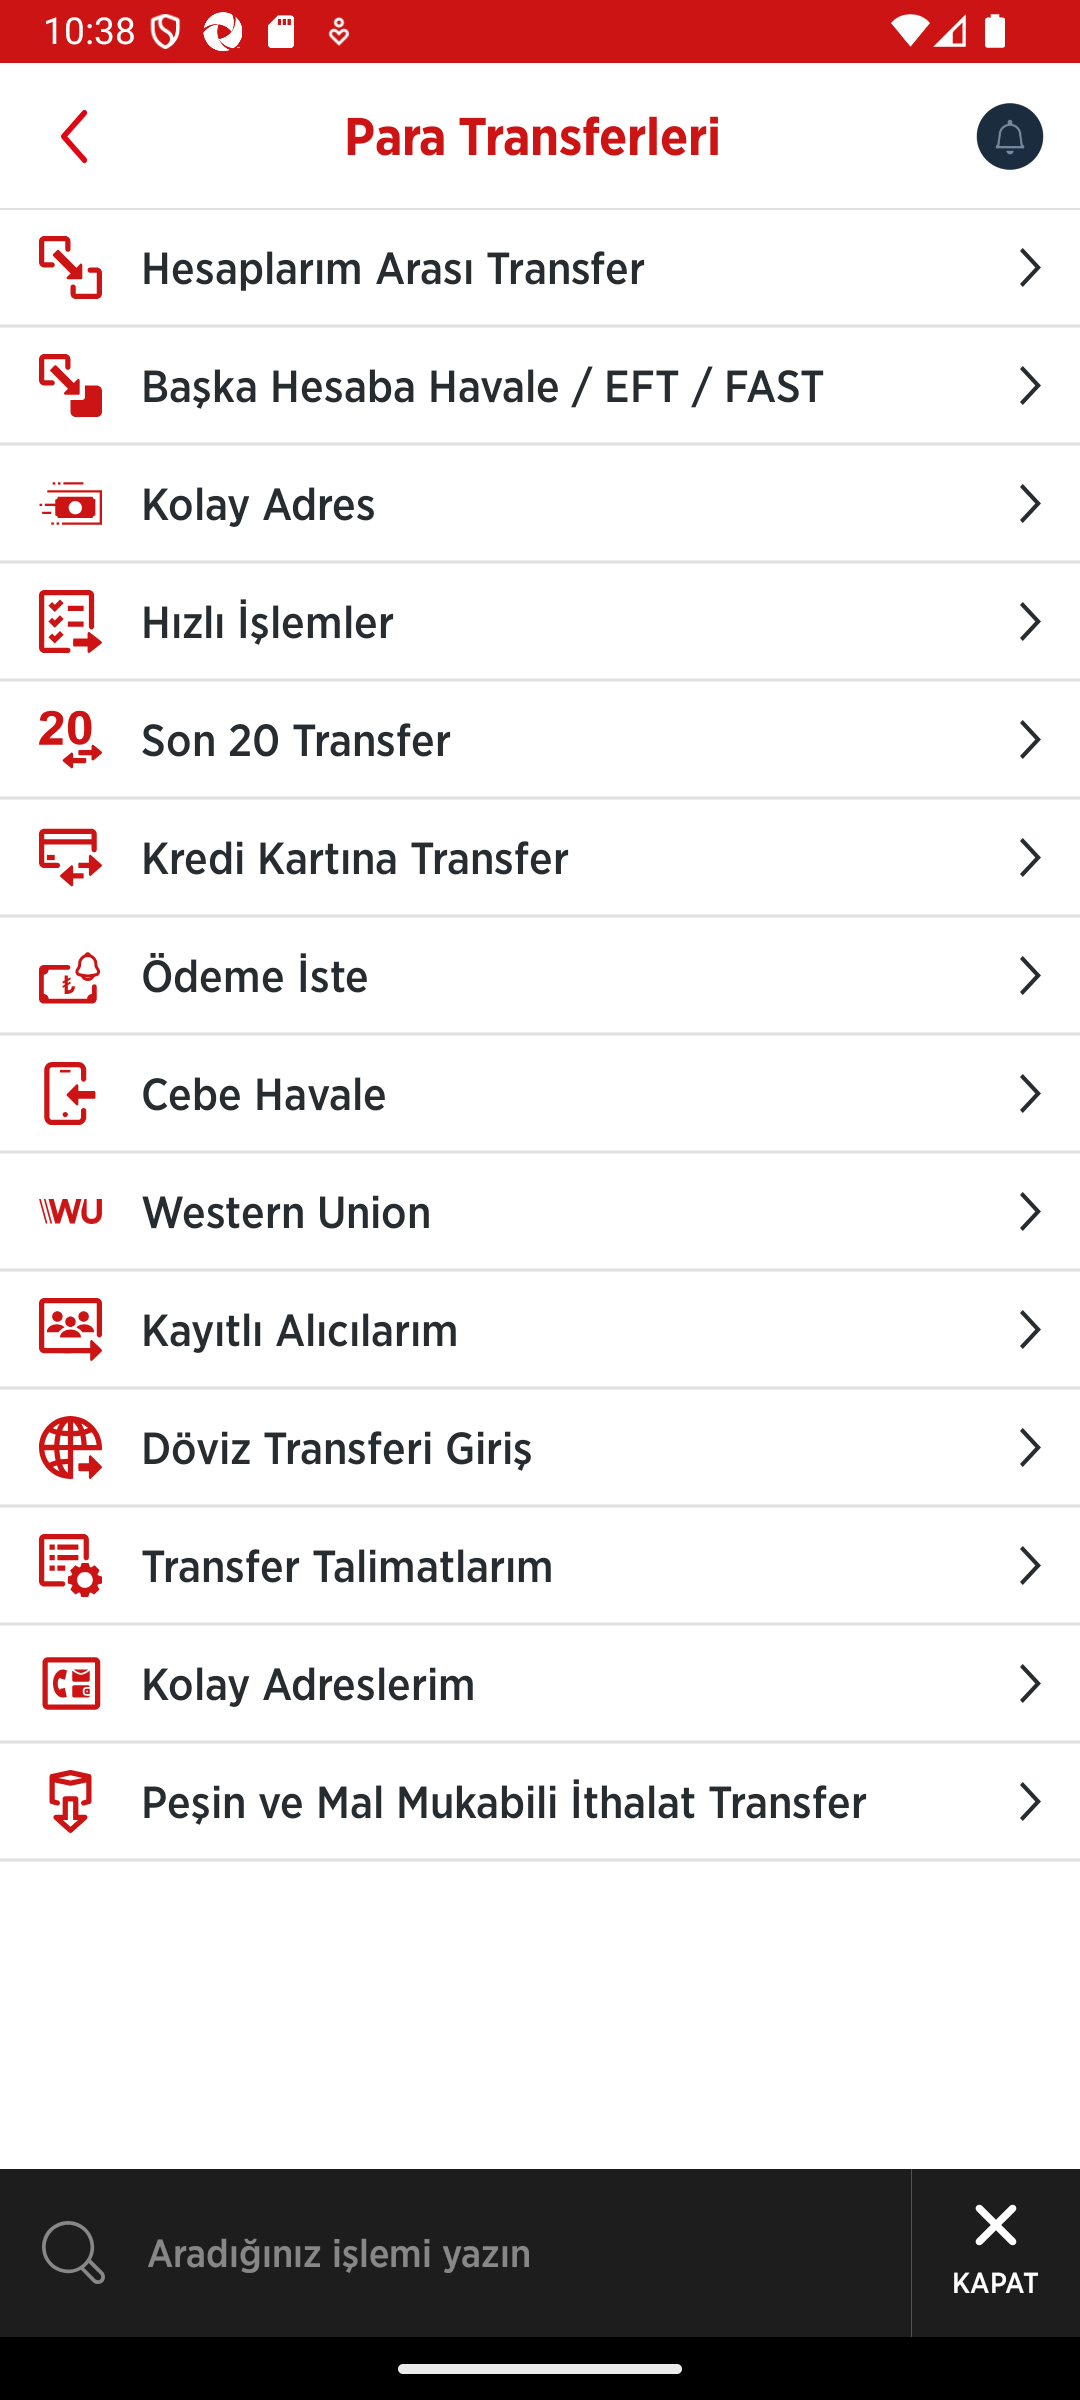 10:38
Para Transferleri
Hesaplarım Arası Transfer
Başka Hesaba Havale / EFT / FAST
Kolay Adres
Hızlı İşlemler
20
Son 20 Transfer
Kredi Kartına Transfer
₺
Ödeme İste
Cebe Havale
WU
Western Union
Kayıtlı Alıcılarım
Döviz Transferi Giriş
Transfer Talimatlarım
Kolay Adreslerim
Peşin ve Mal Mukabili İthalat Transfer
Aradığınız işlemi yazın
KAPAT